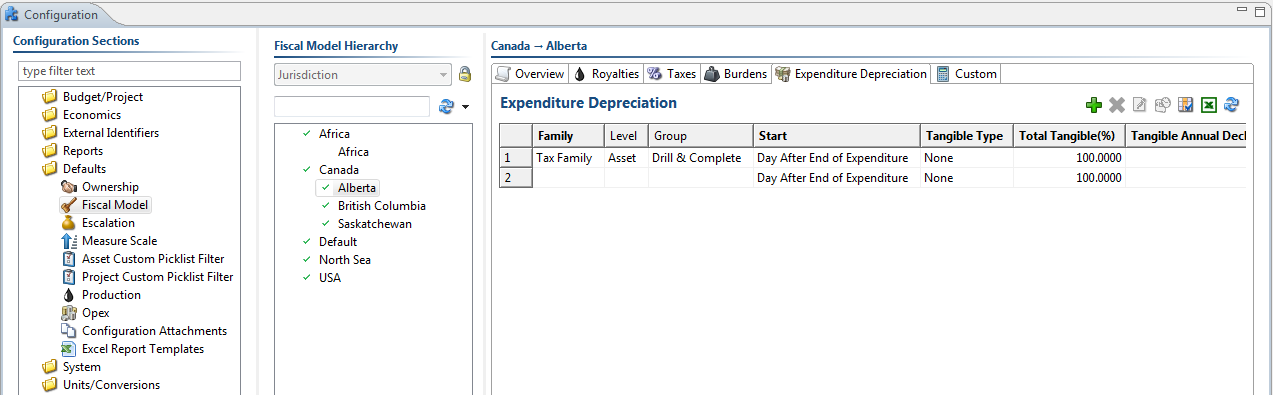 Configuration
Configuration Sections
type filter text
Budget/Project
Economics
External Identifiers
Reports
Defaults
Ownership
Fiscal Model
Escalation
Measure Scale
Asset Custom Picklist Filter
Project Custom Picklist Filter
Production
Opex
Configuration Attachments
Excel Report Templates
System
Units/Conversions
Fiscal Model Hierarchy
Jurisdiction
Africa
Africa
Canada
Alberta
British Columbia
Saskatchewan
Default
North Sea
USA
Canada → Alberta
Overview Royalties Taxes Burdens Expenditure Depreciation Custom
Expenditure Depreciation
Family Level Group Start Tangible Type Total Tangible(%) Tangible Annual Decl
1 Tax Family Asset Drill & Complete Day After End of Expenditure None 100.0000
2 Day After End of Expenditure None 100.0000